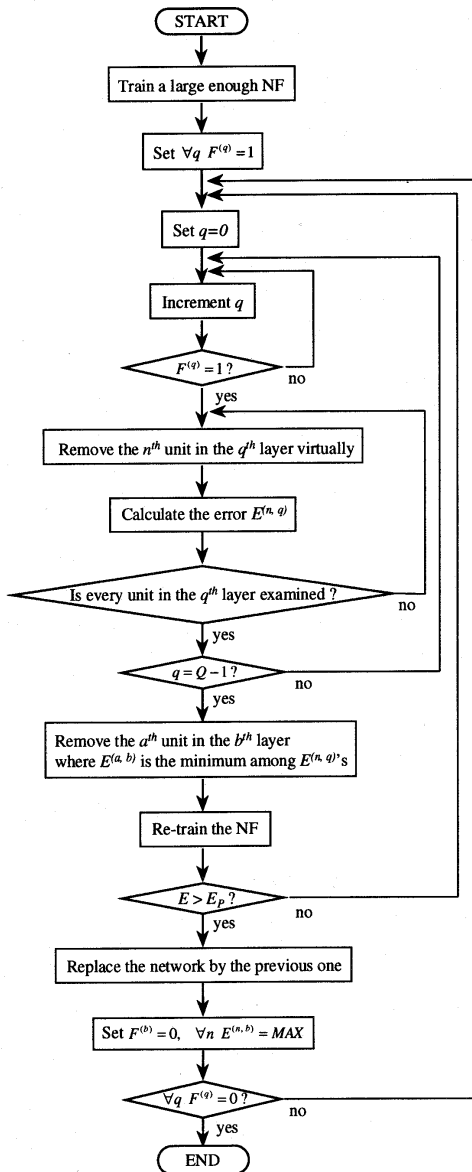 START
Train a large enough NF
Set ∀q F^(q) = 1
Set q=0
Increment q
F^(q) = 1 ?
no
yes
Remove the n^th unit in the q^th layer virtually
Calculate the error E^(n, q)
Is every unit in the q^th layer examined ?
no
yes
q = Q − 1 ?
no
yes
Remove the a^th unit in the b^th layer
where E^(a, b) is the minimum among E^(n, q)'s
Re-train the NF
E > E_P ?
no
yes
Replace the network by the previous one
Set F^(b) = 0, ∀n E^(n, b) = MAX
∀q F^(q) = 0 ?
no
yes
END